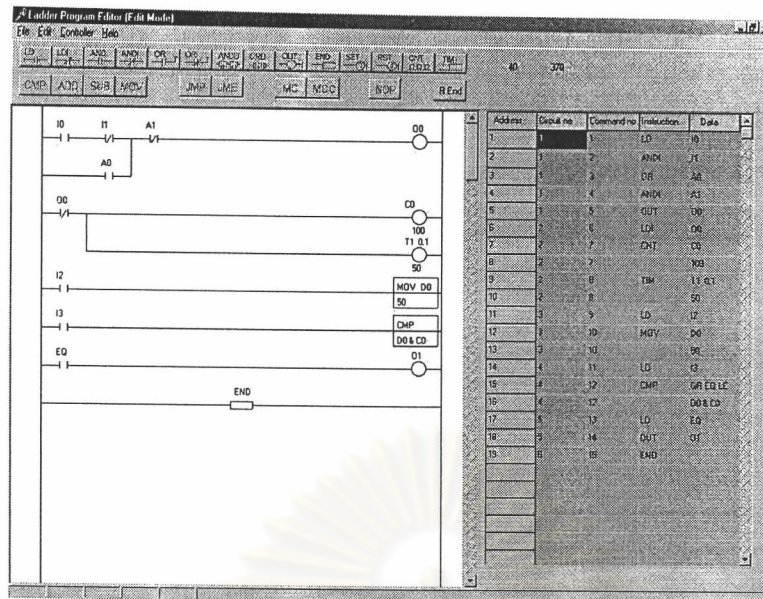 Ladder Program Editor (Edit Mode)
File Edit Controller Help
LD LDI AND ANDI OR ORI ANDB ORB OUT END SET RST CNT TIM
40 370
CMP ADD SUB MOV JMP JME MC MCC NOP R.End
I0 I1 A1 O0
A0
O0 C0
100
T1 0.1
50
I2 MOV D0
50
I3 CMP
D0 & C0
EQ O1
END
Address Circuit no Command no Instruction Data
1 1 1 LD I0
2 1 2 ANDI I1
3 1 3 OR A0
4 1 4 ANDI A1
5 1 5 OUT O0
6 2 6 LDI O0
7 2 7 CNT C0
8 2 7 100
9 2 8 TIM T1 0.1
10 2 8 50
11 3 9 LD I2
12 3 10 MOV D0
13 3 10 50
14 4 11 LD I3
15 4 12 CMP GR EQ LE
16 4 12 D0 & C0
17 5 13 LD EQ
18 5 14 OUT O1
19 6 15 END